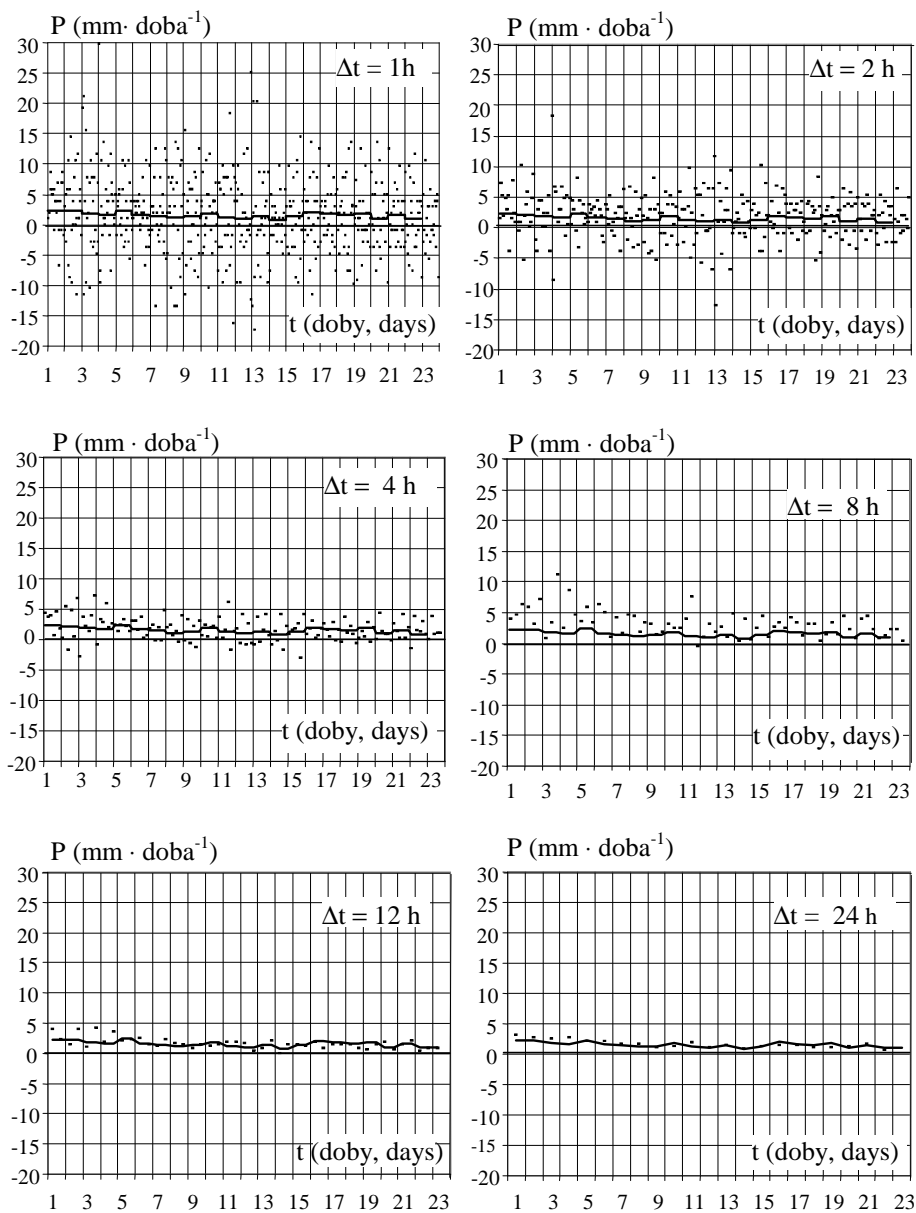 P (mm· doba⁻¹)
30
25
20
15
10
5
0
-5
-10
-15
-20
Δt = 1h
t (doby, days)
1 3 5 7 9 11 13 15 17 19 21 23
P (mm· doba⁻¹)
30
25
20
15
10
5
0
-5
-10
-15
-20
Δt = 2 h
t (doby, days)
1 3 5 7 9 11 13 15 17 19 21 23
P (mm · doba⁻¹)
30
25
20
15
10
5
0
-5
-10
-15
-20
Δt = 4 h
t (doby, days)
1 3 5 7 9 11 13 15 17 19 21 23
P (mm · doba⁻¹)
30
25
20
15
10
5
0
-5
-10
-15
-20
Δt = 8 h
t (doby, days)
1 3 5 7 9 11 13 15 17 19 21 23
P (mm · doba⁻¹)
30
25
20
15
10
5
0
-5
-10
-15
-20
Δt = 12 h
t (doby, days)
1 3 5 7 9 11 13 15 17 19 21 23
P (mm · doba⁻¹)
30
25
20
15
10
5
0
-5
-10
-15
-20
Δt = 24 h
t (doby, days)
1 3 5 7 9 11 13 15 17 19 21 23